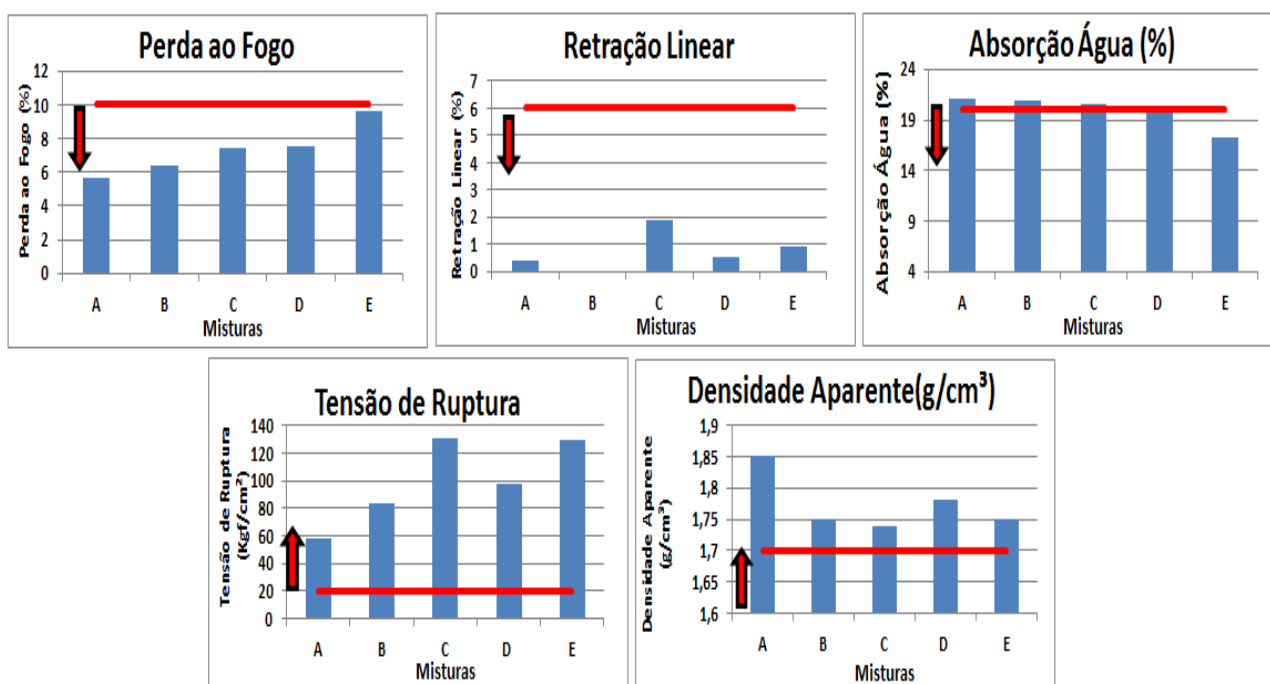 Perda ao Fogo
Perda ao Fogo (%)
12
10
8
6
4
2
0
A B C D E
Misturas
Retração Linear
Retração Linear (%)
7
6
5
4
3
2
1
0
A B C D E
Misturas
Absorção Água (%)
Absorção Água (%)
24
19
14
9
4
A B C D E
Misturas
Tensão de Ruptura
Tensão de Ruptura
(Kgf/cm²)
140
120
100
80
60
40
20
0
A B C D E
Misturas
Densidade Aparente(g/cm³)
Densidade Aparente
(g/cm³)
1,9
1,85
1,8
1,75
1,7
1,65
1,6
A B C D E
Misturas